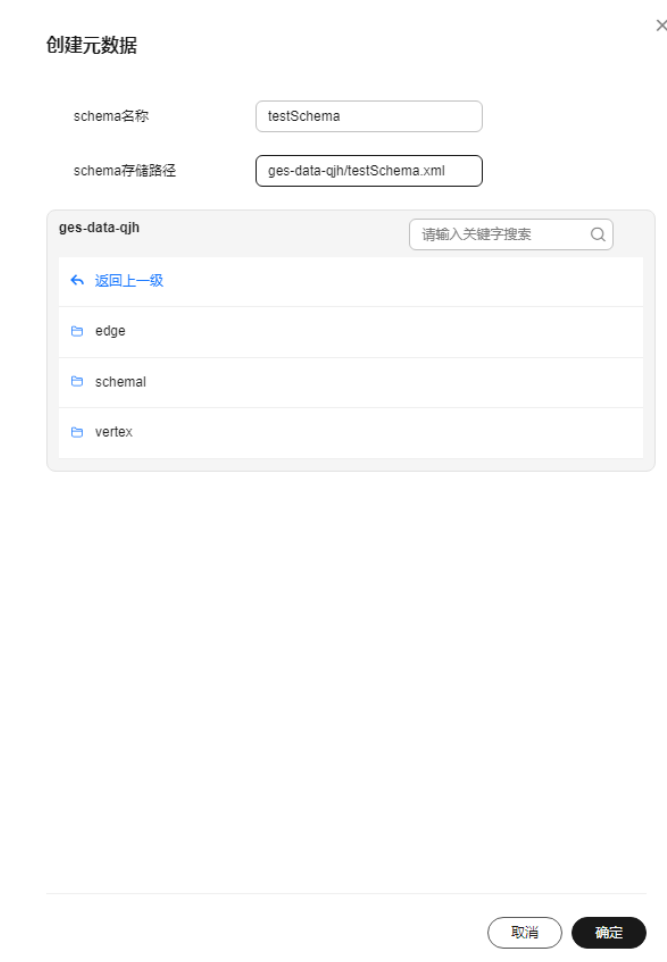 创建元数据
schema名称 testSchema
schema存储路径 ges-data-qjh/testSchema.xml
ges-data-qjh 请输入关键字搜索
返回上一级
edge
schemal
vertex
取消 确定